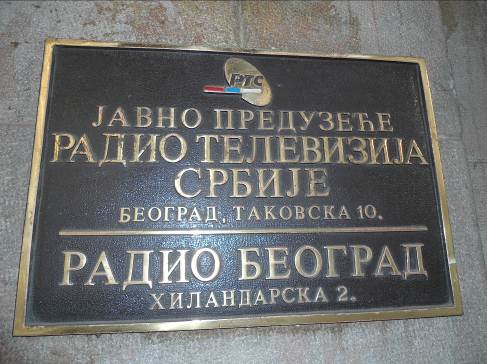 РТС
ЈАВНО ПРЕДУЗЕЋЕ
РАДИО ТЕЛЕВИЗИЈА
СРБИЈЕ
БЕОГРАД, ТАКОВСКА 10.
РАДИО БЕОГРАД
ХИЛАНДАРСКА 2.